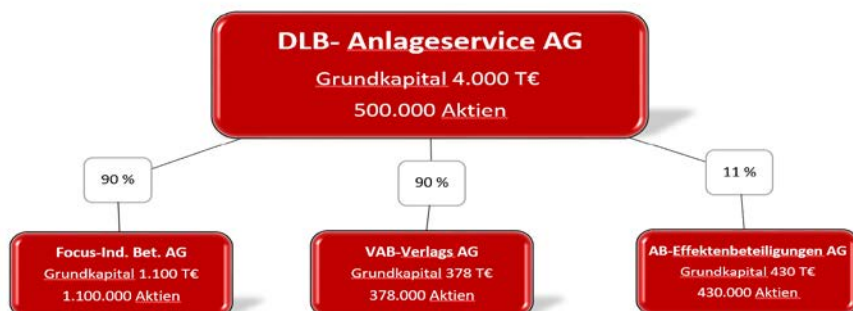 DLB- Anlageservice AG
Grundkapital 4.000 T€
500.000 Aktien
90 %
90 %
11 %
Focus-Ind. Bet. AG
Grundkapital 1.100 T€
1.100.000 Aktien
VAB-Verlags AG
Grundkapital 378 T€
378.000 Aktien
AB-Effektenbeteiligungen AG
Grundkapital 430 T€
430.000 Aktien